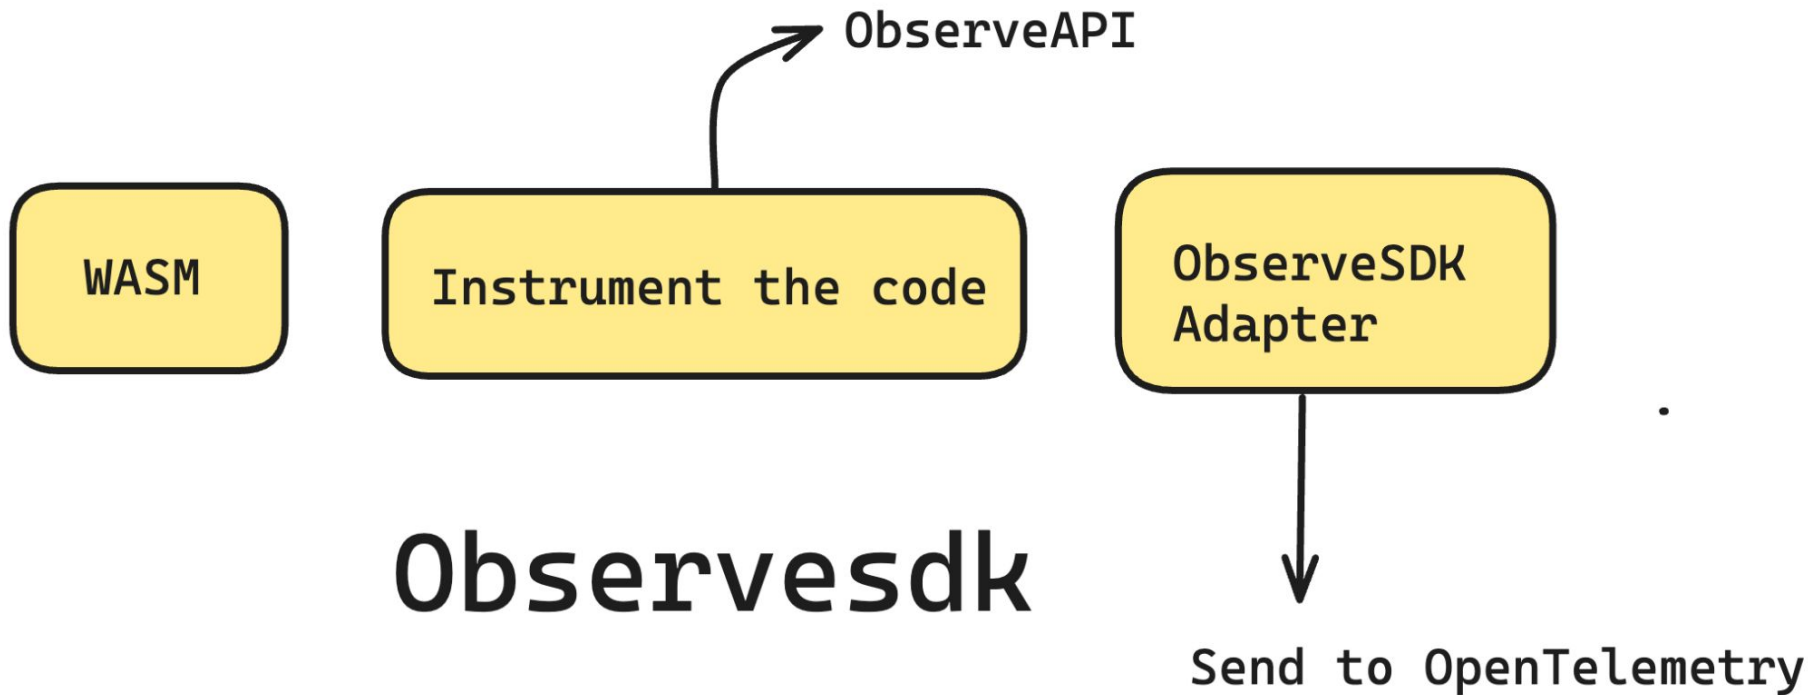 ObserveAPI
WASM
Instrument the code
ObserveSDK
Adapter
Observesdk
Send to OpenTelemetry